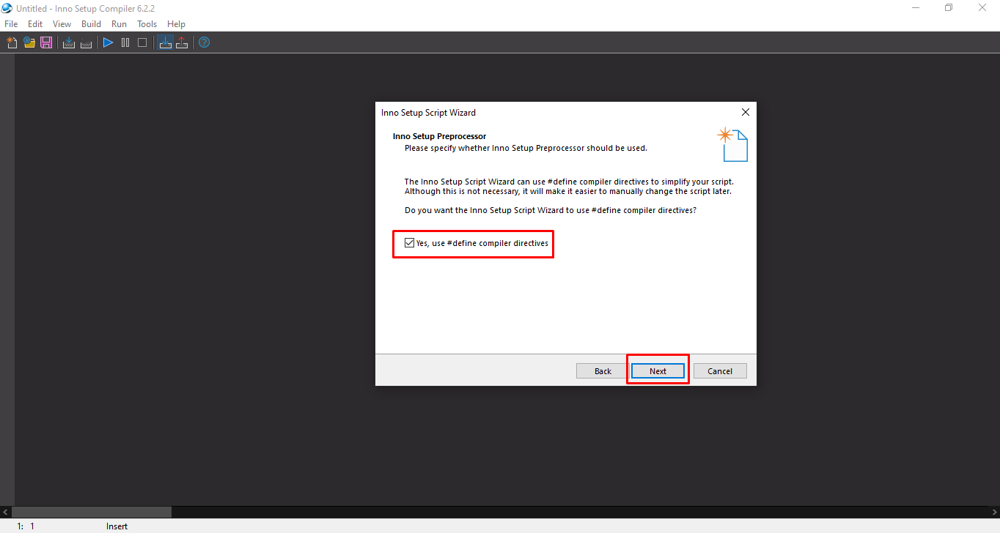 Untitled - Inno Setup Compiler 6.2.2
File Edit View Build Run Tools Help
Inno Setup Script Wizard
Inno Setup Preprocessor
Please specify whether Inno Setup Preprocessor should be used.
The Inno Setup Script Wizard can use #define compiler directives to simplify your script.
Although this is not necessary, it will make it easier to manually change the script later.
Do you want the Inno Setup Script Wizard to use #define compiler directives?
Yes, use #define compiler directives
Back Next Cancel
1: 1 Insert